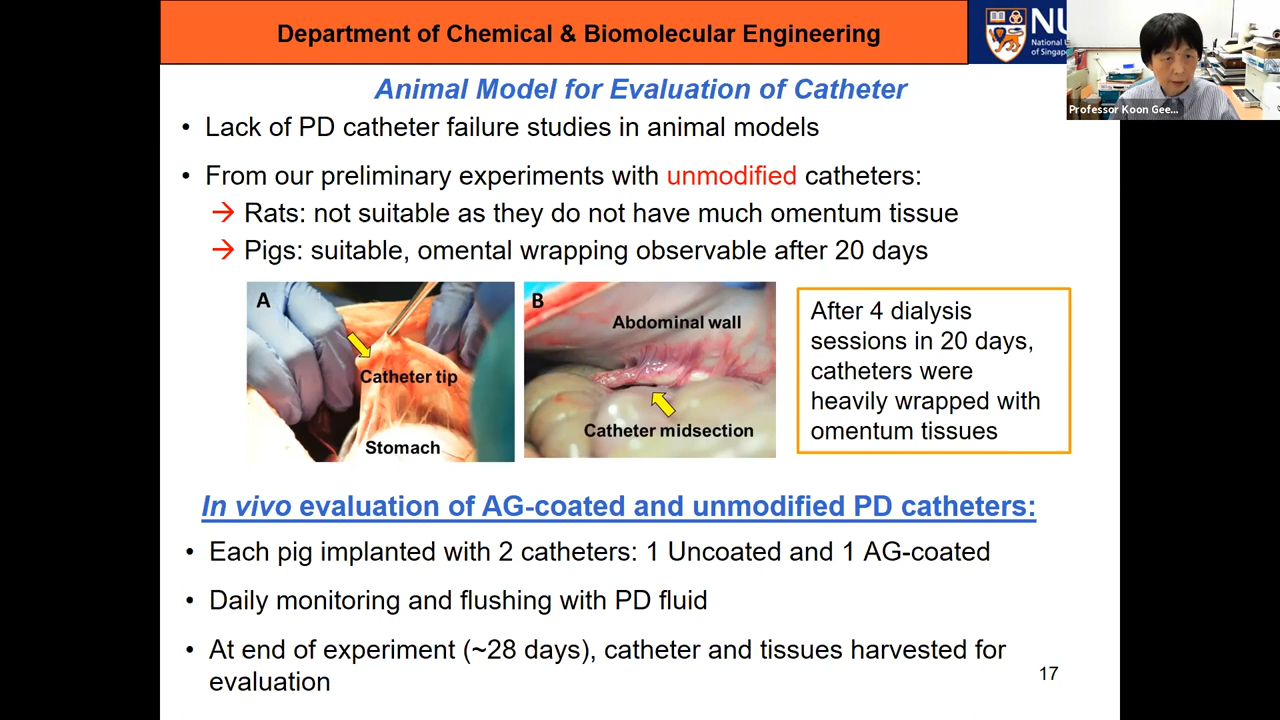 Department of Chemical & Biomolecular Engineering
NU
National U
of Singap
Professor Koon Gee...
Animal Model for Evaluation of Catheter
• Lack of PD catheter failure studies in animal models
• From our preliminary experiments with unmodified catheters:
→ Rats: not suitable as they do not have much omentum tissue
→ Pigs: suitable, omental wrapping observable after 20 days
A
Catheter tip
Stomach
B
Abdominal wall
Catheter midsection
After 4 dialysis
sessions in 20 days,
catheters were
heavily wrapped with
omentum tissues
In vivo evaluation of AG-coated and unmodified PD catheters:
• Each pig implanted with 2 catheters: 1 Uncoated and 1 AG-coated
• Daily monitoring and flushing with PD fluid
• At end of experiment (~28 days), catheter and tissues harvested for
evaluation
17